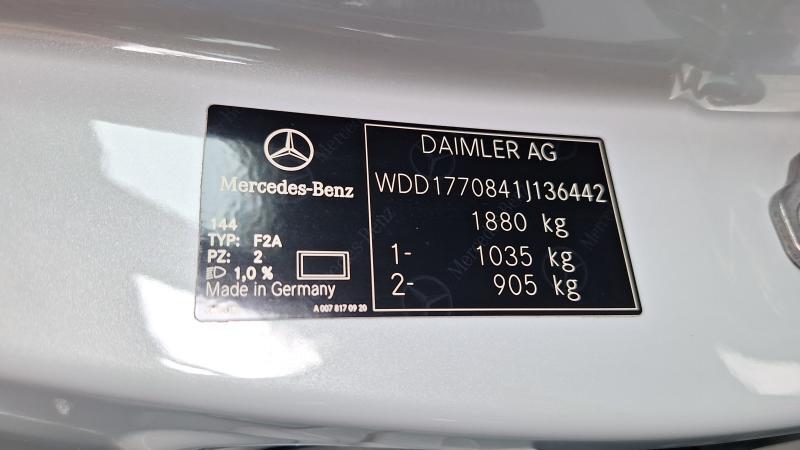 Mercedes-Benz
144
TYP: F2A
PZ: 2
1,0 %
Made in Germany
A 007 817 09 20
DAIMLER AG
WDD1770841J136442
1880 kg
1- 1035 kg
2- 905 kg